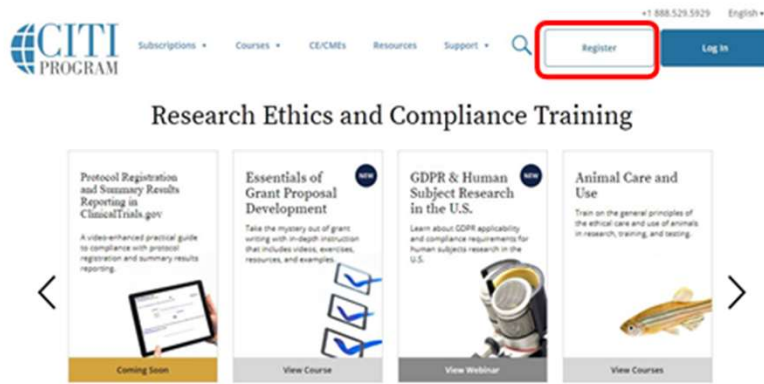 +1 888.529.5929 English
CITI
PROGRAM
Subscriptions Courses CE/CMEs Resources Support Register Log In
Research Ethics and Compliance Training
Protocol Registration
and Summary Results
Reporting in
ClinicalTrials.gov
A video-enhanced practical guide
to compliance with protocol
registration and summary results
reporting.
Coming Soon
Essentials of
Grant Proposal
Development
NEW
Take the mystery out of grant
writing with in-depth instruction
that includes videos, exercises,
resources, and examples.
View Course
GDPR & Human
Subject Research
in the U.S.
NEW
Learn about GDPR applicability
and compliance requirements for
human subjects research in the
U.S.
View Webinar
Animal Care and
Use
Train on the general principles of
the ethical care and use of animals
in research, training, and testing.
View Courses